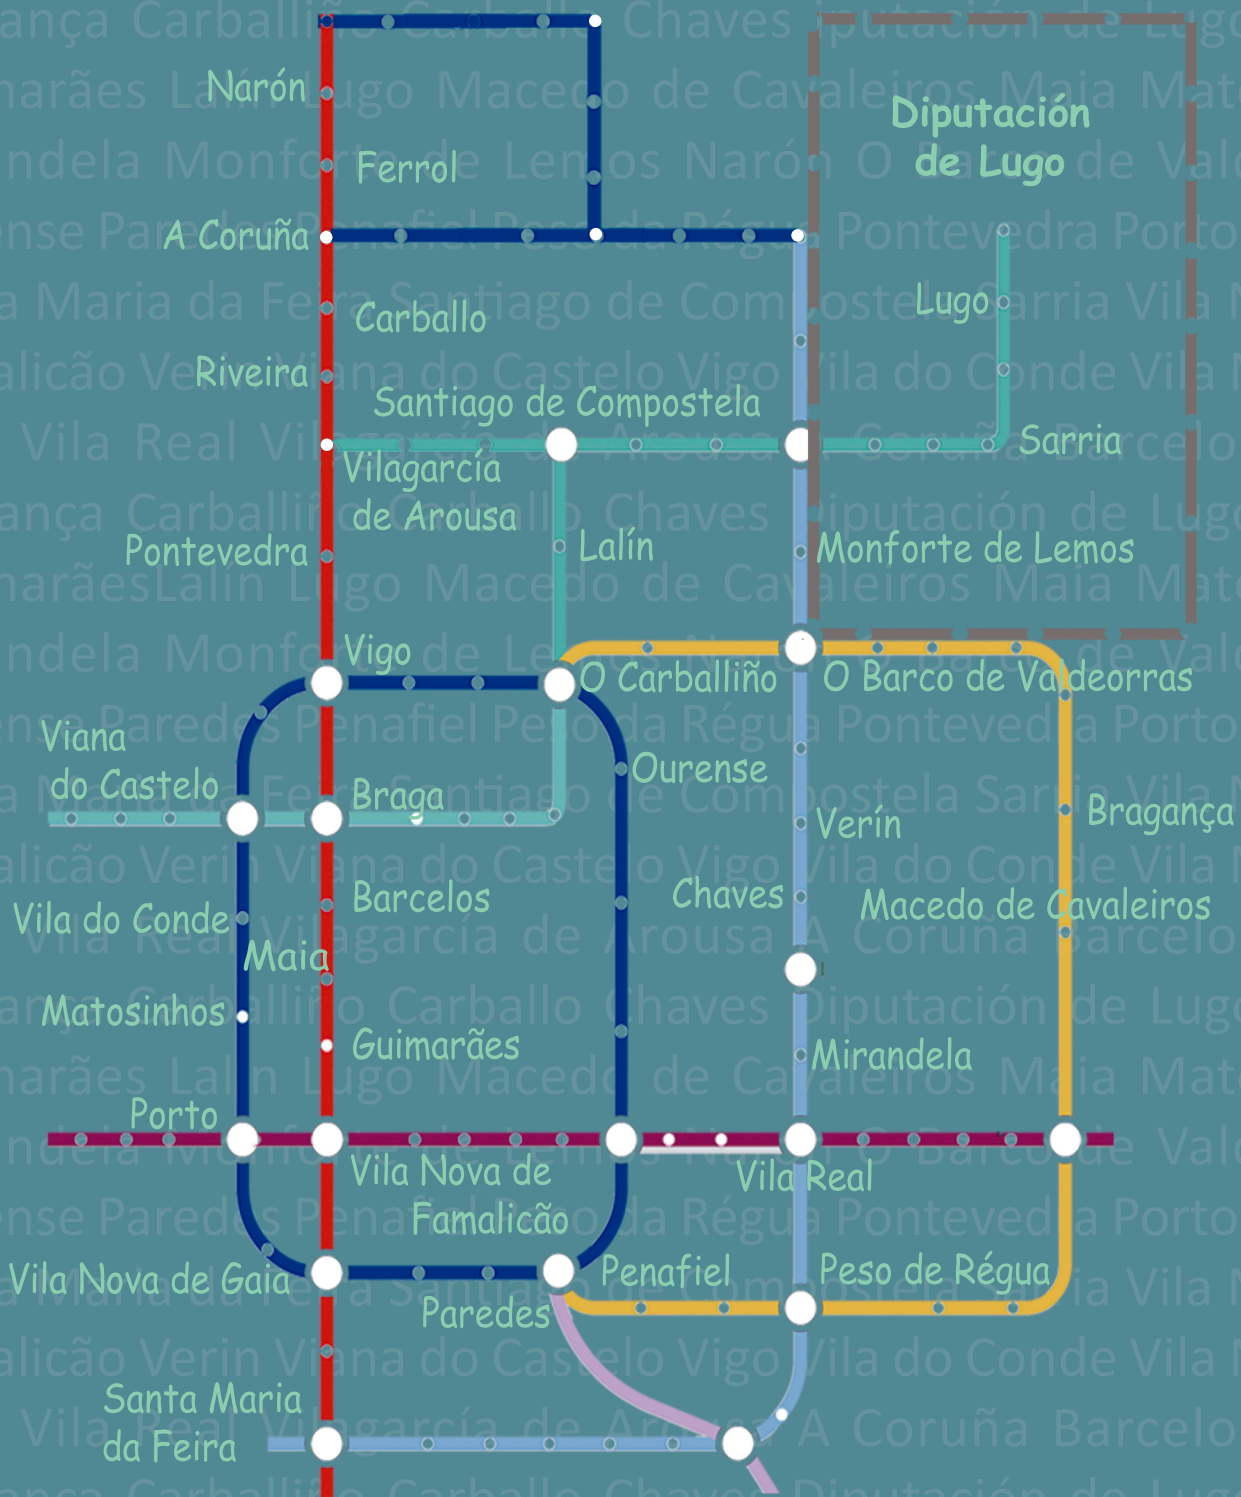 Narón
Diputación
de Lugo
Ferrol
A Coruña
Carballo
Lugo
Riveira
Santiago de Compostela
Sarria
Vilagarcía
de Arousa
Pontevedra
Lalín
Monforte de Lemos
Vigo
O Carballiño
O Barco de Valdeorras
Viana
do Castelo
Ourense
Braga
Verín
Bragança
Barcelos
Chaves
Macedo de Cavaleiros
Vila do Conde
Maia
Matosinhos
Guimarães
Mirandela
Porto
Vila Nova de
Famalicão
Vila Real
Vila Nova de Gaia
Penafiel
Peso de Régua
Paredes
Santa Maria
da Feira